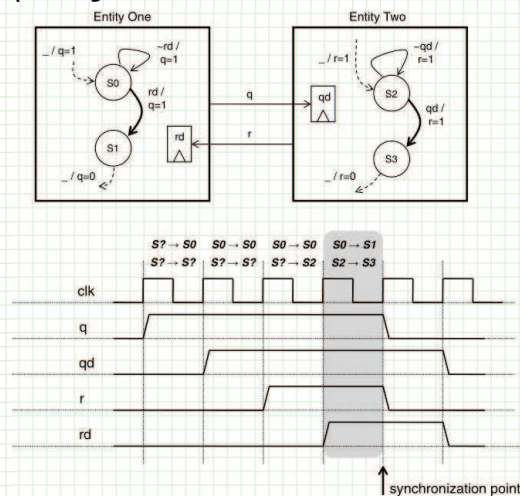 Entity One
Entity Two
_ / q=1
~rd /
q=1
S0
rd /
q=1
S1
rd
_ / q=0
q
r
_ / r=1
~qd /
r=1
qd
S2
qd /
r=1
S3
_ / r=0
S? → S0 S0 → S0 S0 → S0 S0 → S1
S? → S? S? → S? S? → S2 S2 → S3
clk
q
qd
r
rd
synchronization point